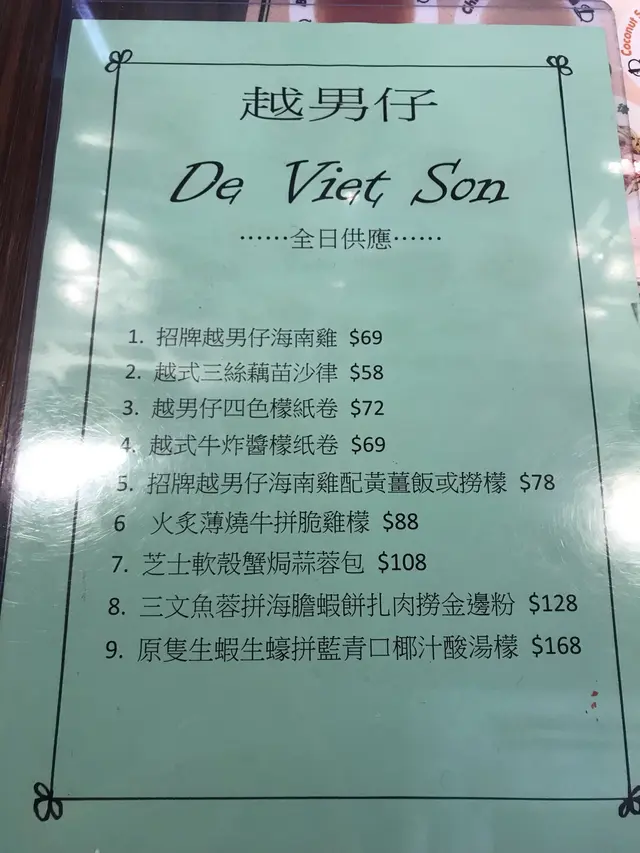 越男仔
De Viet Son
……全日供應……
1. 招牌越男仔海南雞 $69
2. 越式三絲藕苗沙律 $58
3. 越男仔四色檬紙卷 $72
4. 越式牛炸醬檬纸卷 $69
5. 招牌越男仔海南雞配黃薑飯或撈檬 $78
6 火炙薄燒牛拼脆雞檬 $88
7. 芝士軟殼蟹焗蒜蓉包 $108
8. 三文魚蓉拼海膽蝦餅扎肉撈金邊粉 $128
9. 原隻生蝦生蠔拼藍青口椰汁酸湯檬 $168
Coconut S